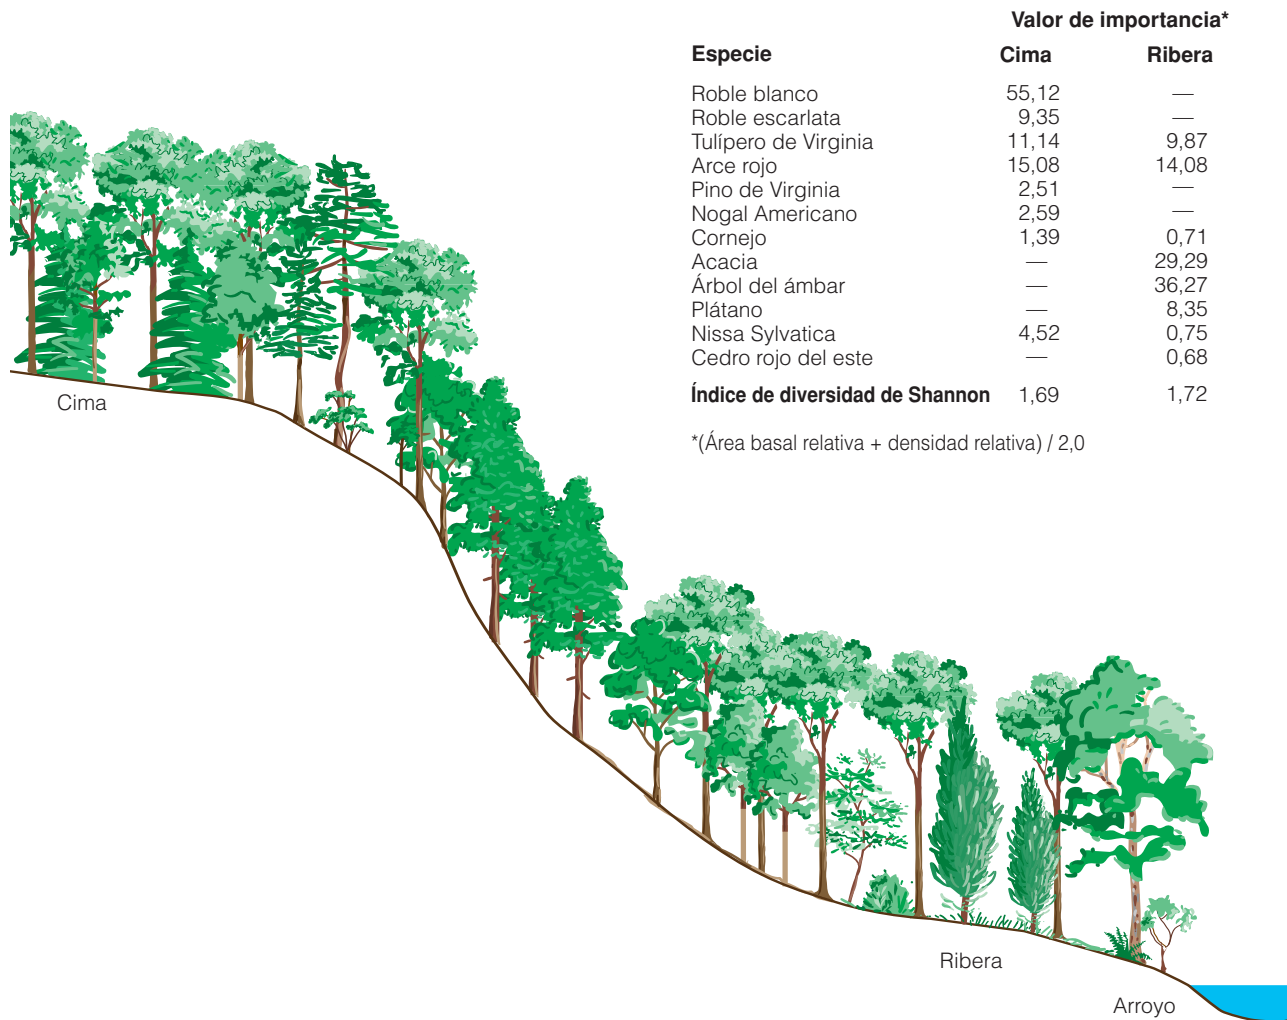 Valor de importancia*
Especie Cima Ribera
Roble blanco 55,12 —
Roble escarlata 9,35 —
Tulípero de Virginia 11,14 9,87
Arce rojo 15,08 14,08
Pino de Virginia 2,51 —
Nogal Americano 2,59 —
Cornejo 1,39 0,71
Acacia — 29,29
Árbol del ámbar — 36,27
Plátano — 8,35
Nissa Sylvatica 4,52 0,75
Cedro rojo del este — 0,68
Índice de diversidad de Shannon 1,69 1,72
*(Área basal relativa + densidad relativa) / 2,0
Cima
Ribera
Arroyo